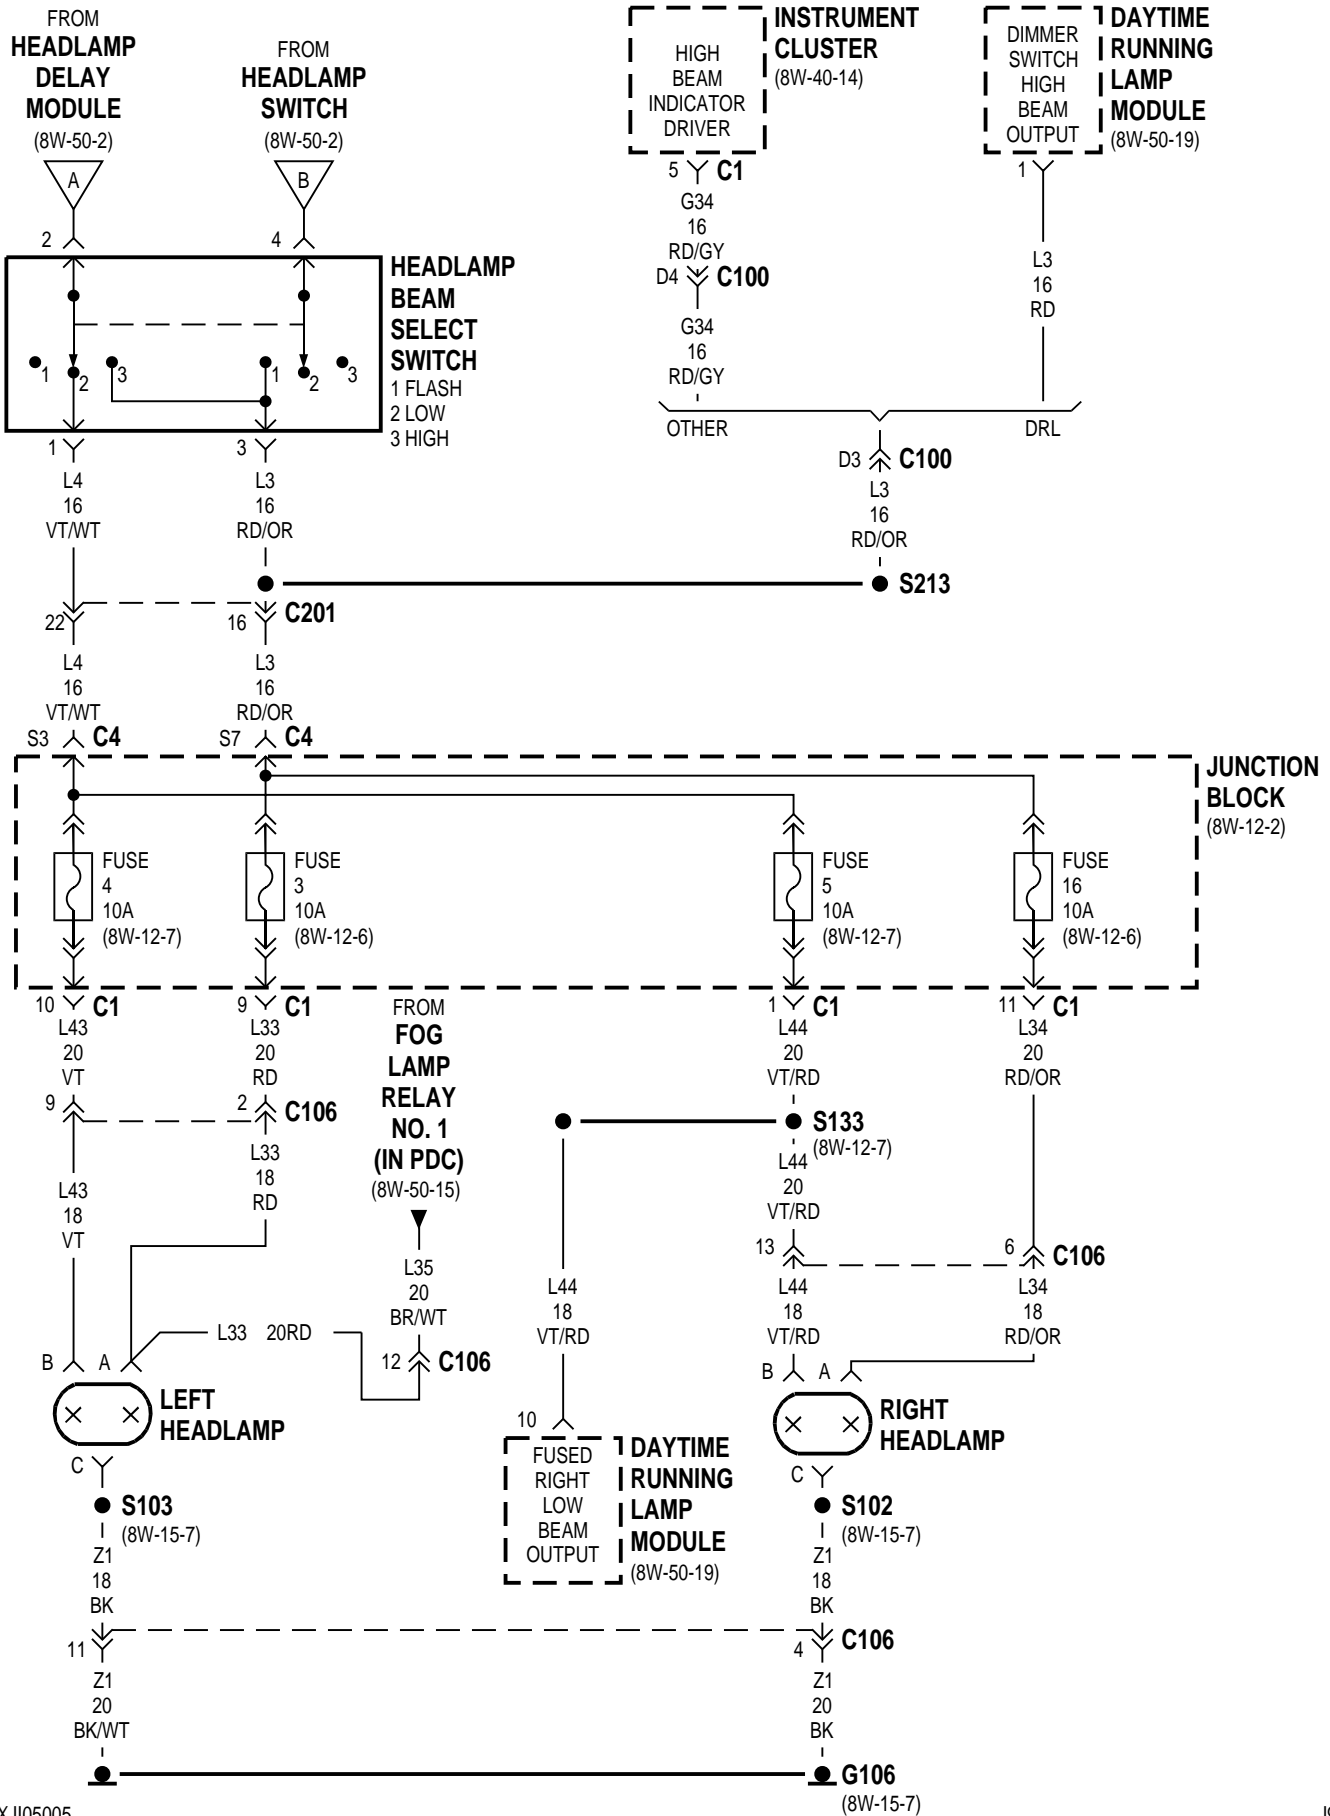 FROM
HEADLAMP
DELAY
MODULE
(8W-50-2)
A
2
FROM
HEADLAMP
SWITCH
(8W-50-2)
B
4
HIGH
BEAM
INDICATOR
DRIVER
INSTRUMENT
CLUSTER
(8W-40-14)
5
C1
G34
16
RD/GY
D4
C100
G34
16
RD/GY
OTHER
DIMMER
SWITCH
HIGH
BEAM
OUTPUT
DAYTIME
RUNNING
LAMP
MODULE
(8W-50-19)
1
L3
16
RD
DRL
D3
C100
L3
16
RD/OR
S213
HEADLAMP
BEAM
SELECT
SWITCH
1 FLASH
2 LOW
3 HIGH
1
2
3
1
2
3
1
L4
16
VT/WT
3
L3
16
RD/OR
22
16
C201
L4
16
VT/WT
L3
16
RD/OR
S3
C4
S7
C4
JUNCTION
BLOCK
(8W-12-2)
FUSE
4
10A
(8W-12-7)
FUSE
3
10A
(8W-12-6)
FUSE
5
10A
(8W-12-7)
FUSE
16
10A
(8W-12-6)
10
C1
L43
20
VT
9
C1
L33
20
RD
FROM
FOG
LAMP
RELAY
NO. 1
(IN PDC)
(8W-50-15)
1
C1
L44
20
VT/RD
11
C1
L34
20
RD/OR
9
2
C106
L43
18
VT
L33
18
RD
S133
(8W-12-7)
L44
20
VT/RD
13
6
C106
L35
20
BR/WT
12
C106
L33 20RD
L44
18
VT/RD
L44
18
VT/RD
L34
18
RD/OR
B
A
LEFT
HEADLAMP
C
S103
(8W-15-7)
Z1
18
BK
10
FUSED
RIGHT
LOW
BEAM
OUTPUT
DAYTIME
RUNNING
LAMP
MODULE
(8W-50-19)
B
A
RIGHT
HEADLAMP
C
S102
(8W-15-7)
Z1
18
BK
11
4
C106
Z1
20
BK/WT
Z1
20
BK
G106
(8W-15-7)